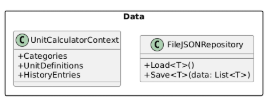 Data
C UnitCalculatorContext
+Categories
+UnitDefinitions
+HistoryEntries
C FileJSONRepository
+Load<T>()
+Save<T>(data: List<T>)